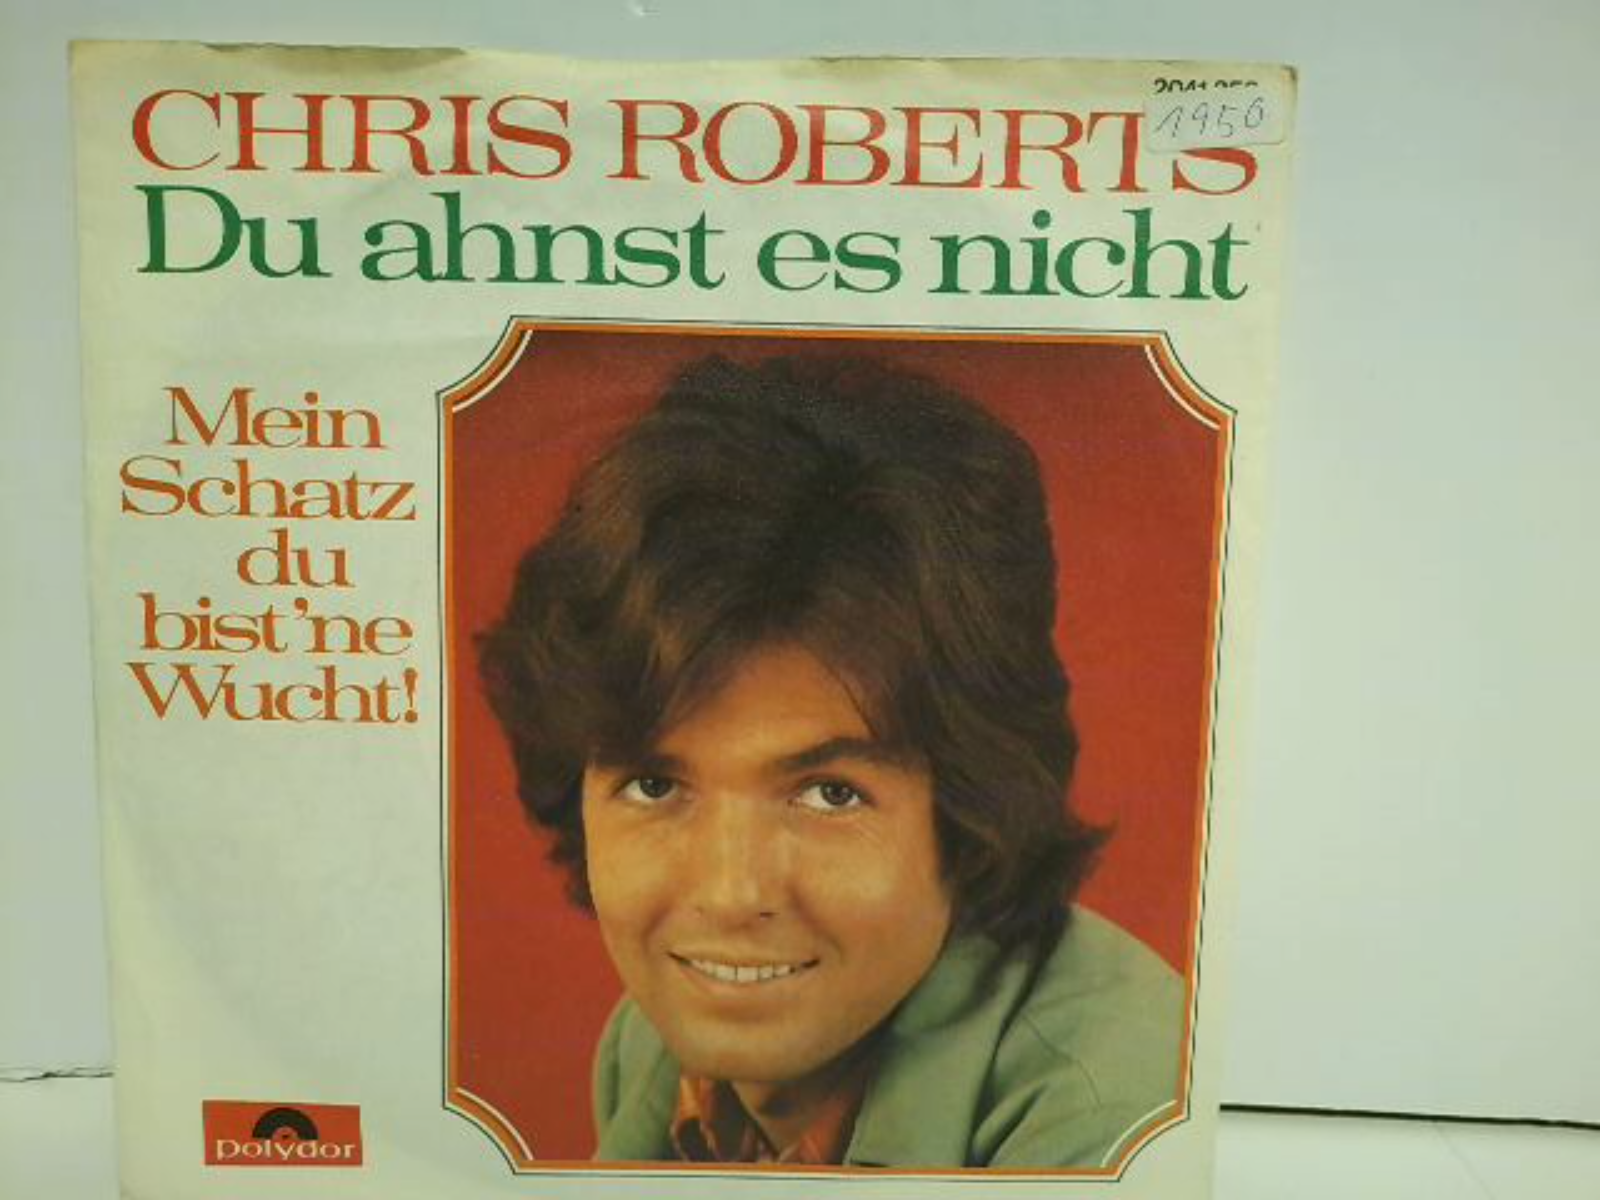 1950
CHRIS ROBERTS
Du ahnst es nicht
Mein
Schatz
du
bist'ne
Wucht!
polydor